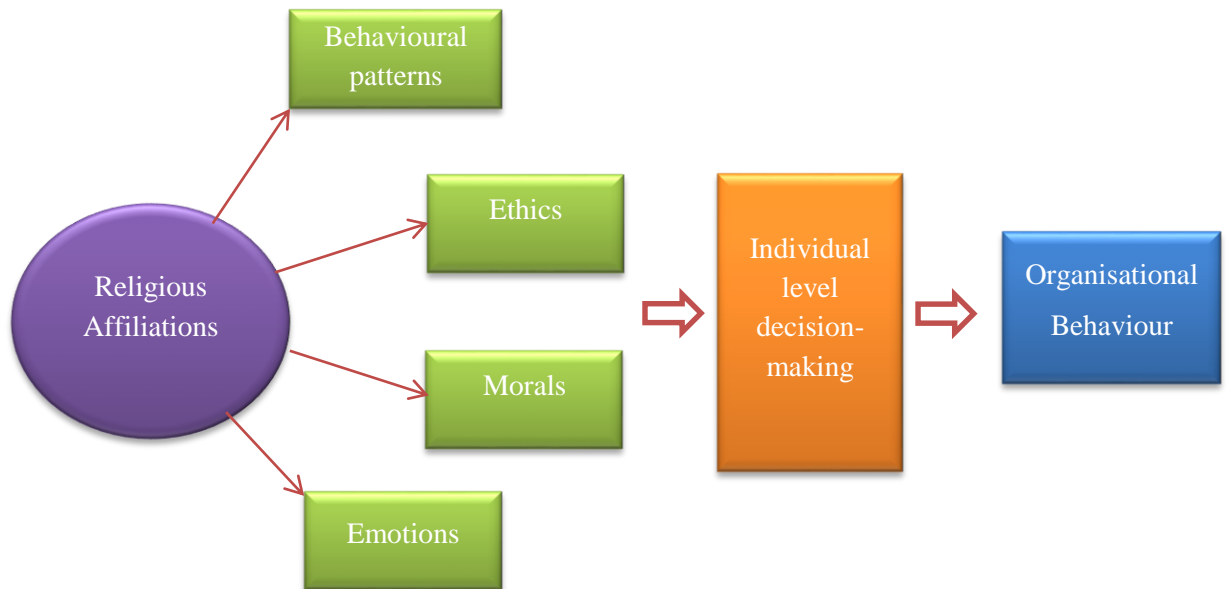 Behavioural
patterns
Ethics
Religious
Affiliations
Morals
Emotions
Individual
level
decision-
making
Organisational
Behaviour